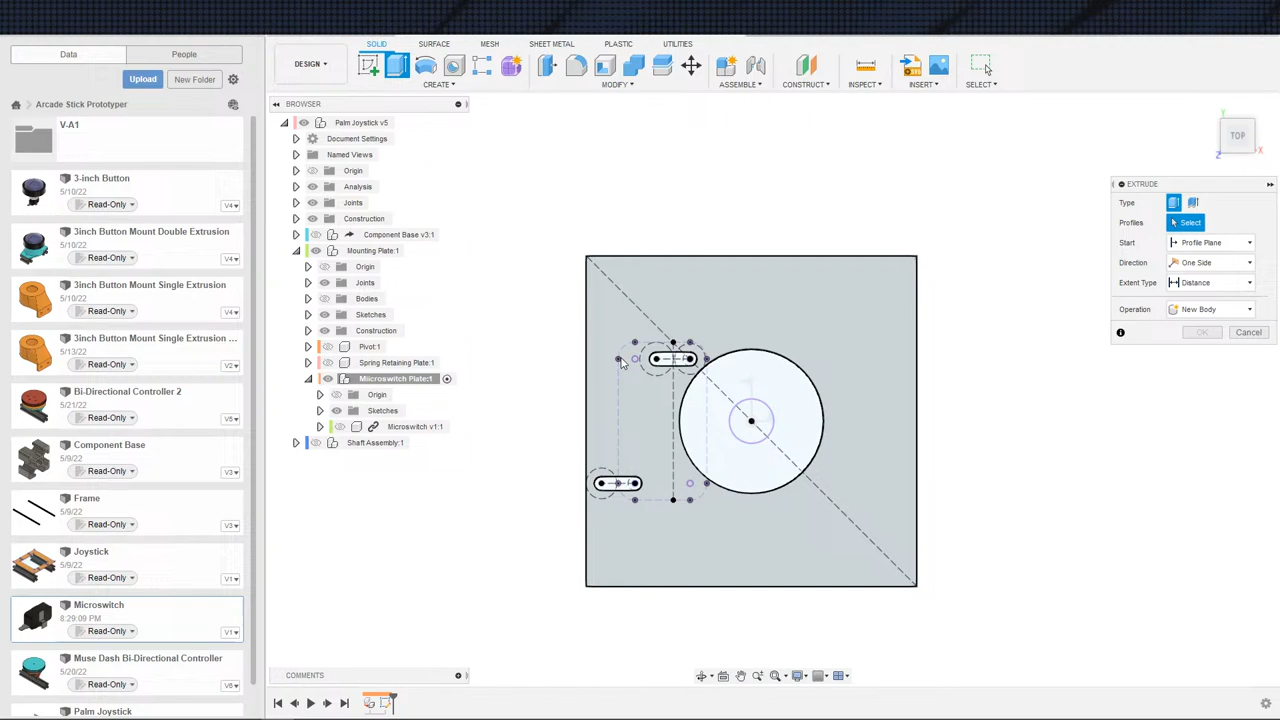 Data
People
Upload
New Folder
Arcade Stick Prototyper
V-A1
3-inch Button
5/10/22
Read-Only
V4
3inch Button Mount Double Extrusion
5/10/22
Read-Only
V4
3inch Button Mount Single Extrusion
5/10/22
Read-Only
V4
3inch Button Mount Single Extrusion ...
5/13/22
Read-Only
V2
Bi-Directional Controller 2
5/21/22
Read-Only
V5
Component Base
5/9/22
Read-Only
V3
Frame
5/9/22
Read-Only
V3
Joystick
5/9/22
Read-Only
V1
Microswitch
8:29:09 PM
Read-Only
V1
Muse Dash Bi-Directional Controller
5/20/22
Read-Only
V6
Palm Joystick
SOLID
SURFACE
MESH
SHEET METAL
PLASTIC
UTILITIES
DESIGN
CREATE
MODIFY
ASSEMBLE
CONSTRUCT
INSPECT
INSERT
SELECT
BROWSER
Palm Joystick v5
Document Settings
Named Views
Origin
Analysis
Joints
Construction
Component Base v3:1
Mounting Plate:1
Origin
Joints
Bodies
Sketches
Construction
Pivot:1
Spring Retaining Plate:1
Miicroswitch Plate:1
Origin
Sketches
Microswitch v1:1
Shaft Assembly:1
COMMENTS
Y
TOP
X
Z
EXTRUDE
Type
Profiles
Select
Start
Profile Plane
Direction
One Side
Extent Type
Distance
Operation
New Body
OK
Cancel